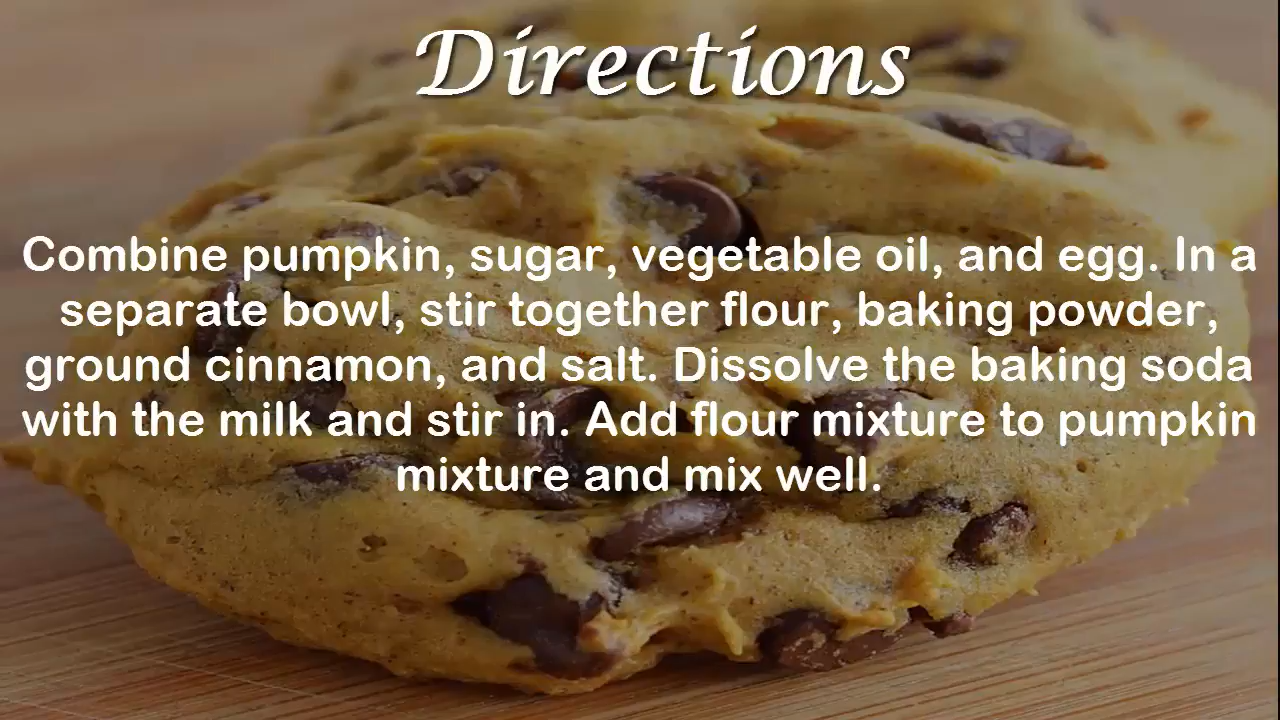 Directions
Combine pumpkin, sugar, vegetable oil, and egg. In a
separate bowl, stir together flour, baking powder,
ground cinnamon, and salt. Dissolve the baking soda
with the milk and stir in. Add flour mixture to pumpkin
mixture and mix well.